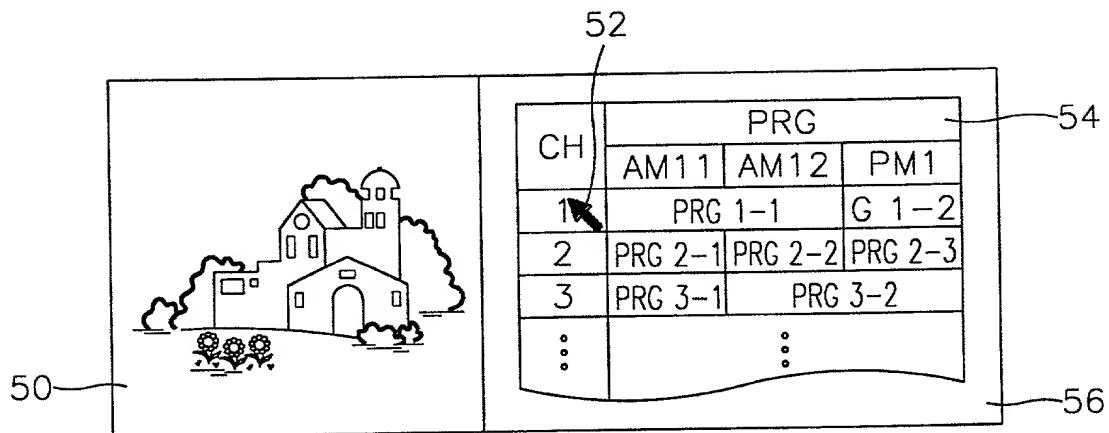 52
PRG
54
CH
AM11 AM12 PM1
1 PRG 1-1 G 1-2
2 PRG 2-1 PRG 2-2 PRG 2-3
3 PRG 3-1 PRG 3-2
50
56